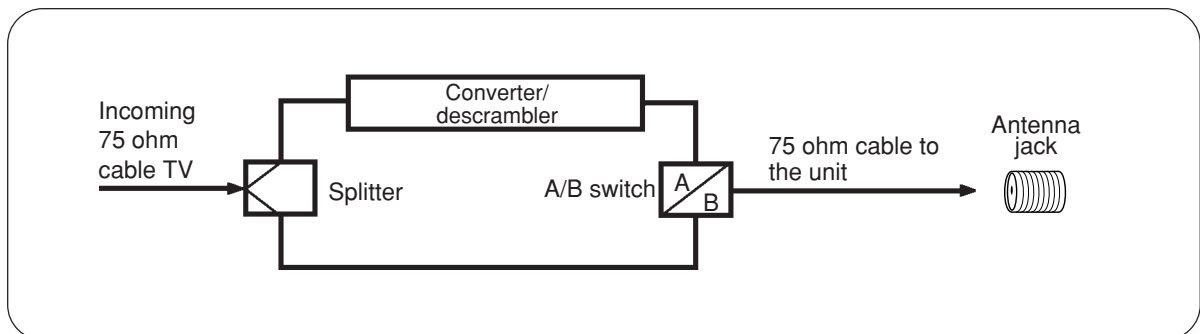 Incoming
75 ohm
cable TV
Converter/
descrambler
Splitter
A/B switch
A
B
75 ohm cable to
the unit
Antenna
jack